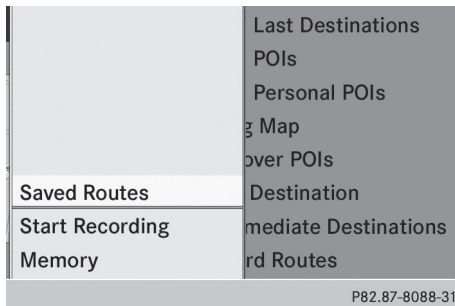 Last Destinations
POIs
Personal POIs
g Map
over POIs
Saved Routes
Destination
Start Recording
mediate Destinations
Memory
rd Routes
P82.87-8088-31